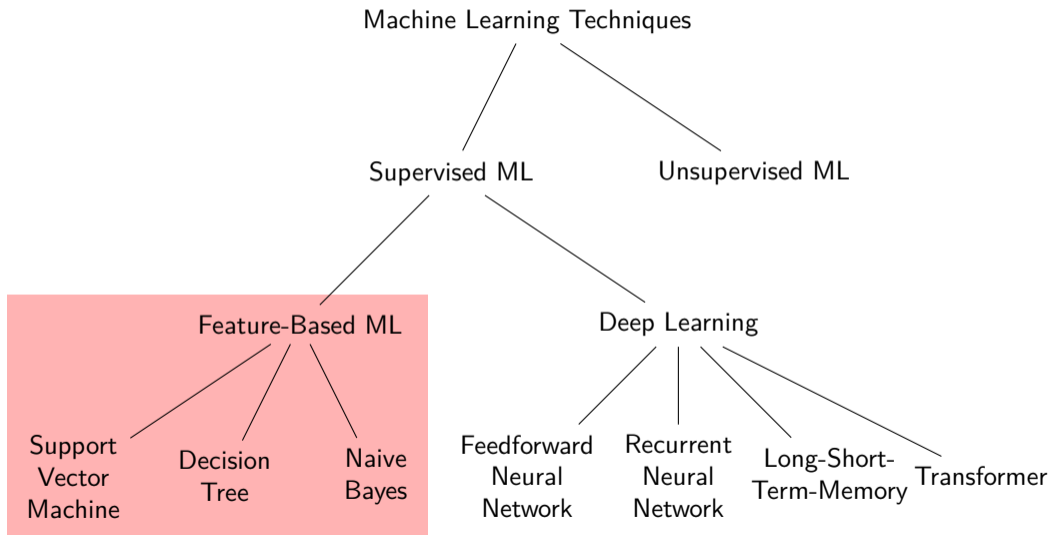 Machine Learning Techniques
Supervised ML
Unsupervised ML
Feature-Based ML
Deep Learning
Support
Vector
Machine
Decision
Tree
Naive
Bayes
Feedforward
Neural
Network
Recurrent
Neural
Network
Long-Short-
Term-Memory
Transformer